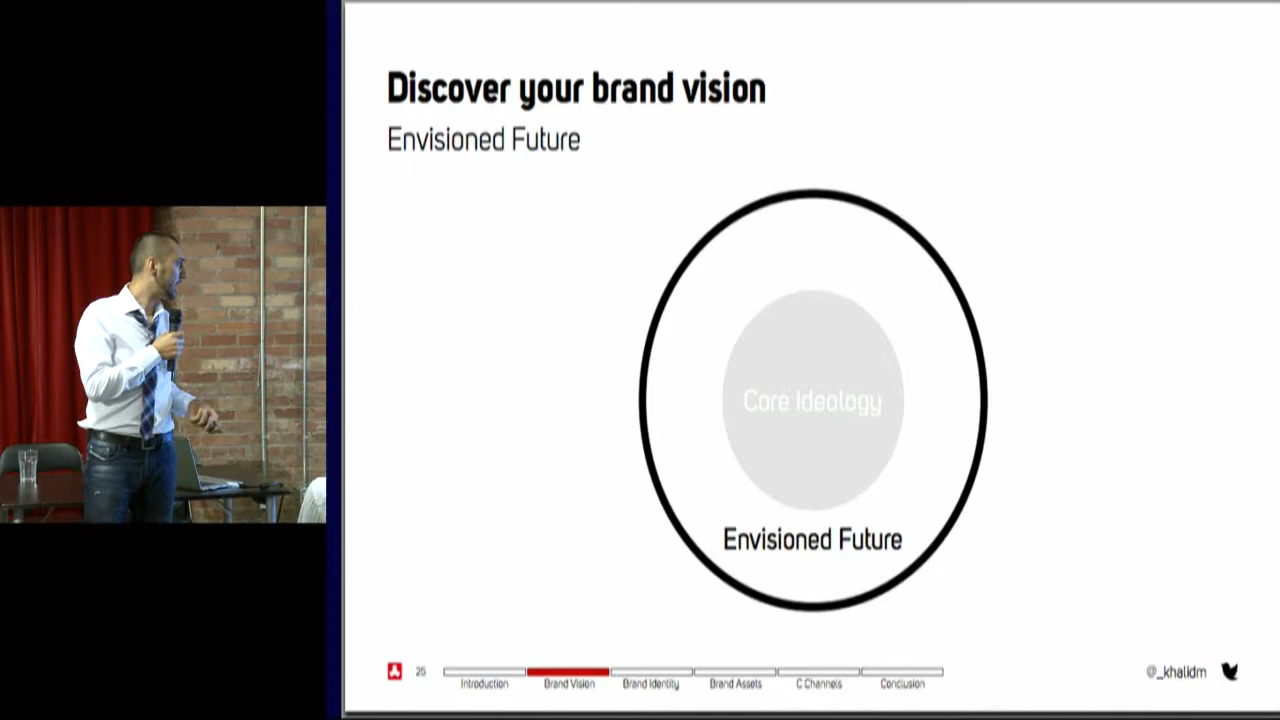 Discover your brand vision
Envisioned Future
Core Ideology
Envisioned Future
25
Introduction
Brand Vision
Brand Identity
Brand Assets
C Channels
Conclusion
@_khalidm